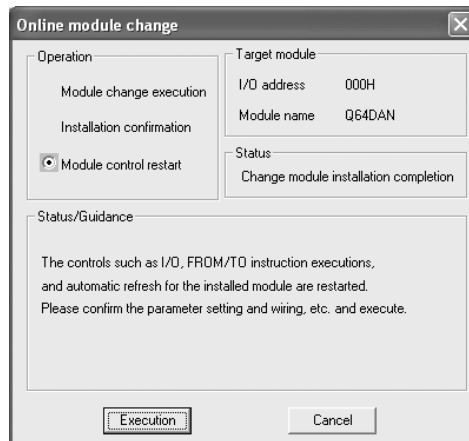 Online module change
Operation
Module change execution
Installation confirmation
Module control restart
Target module
I/O address 000H
Module name Q64DAN
Status
Change module installation completion
Status/Guidance
The controls such as I/O, FROM/TO instruction executions,
and automatic refresh for the installed module are restarted.
Please confirm the parameter setting and wiring, etc. and execute.
Execution Cancel